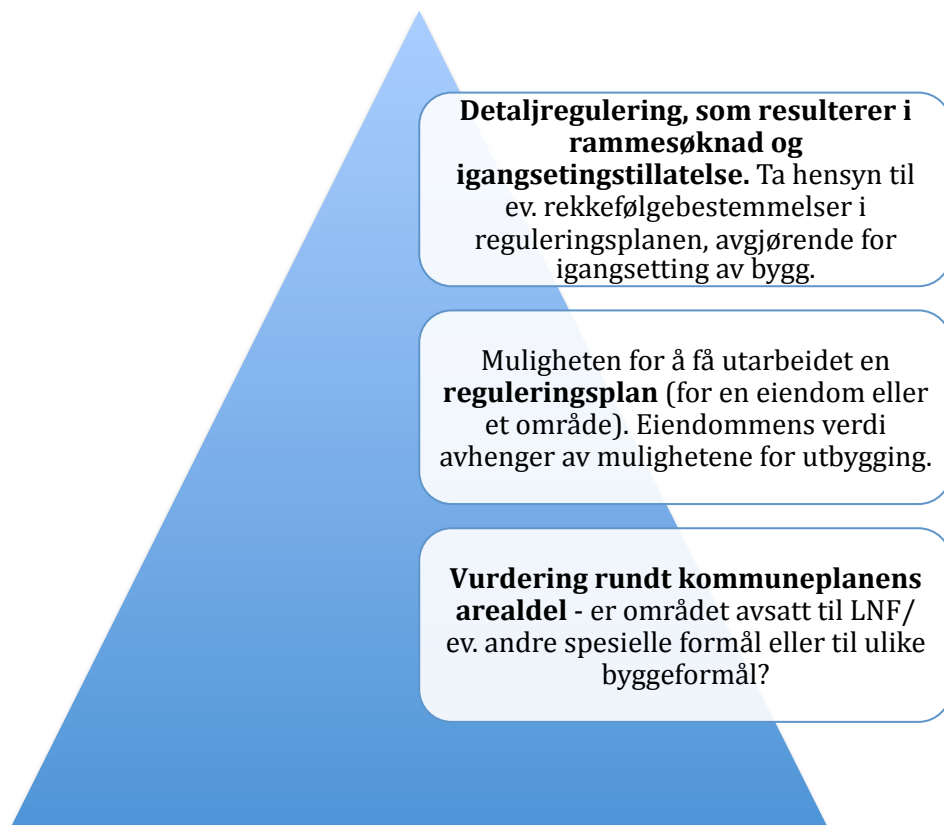 Detaljregulering, som resulterer i
rammesøknad og
igangsetingstillatelse. Ta hensyn til
ev. rekkefølgebestemmelser i
reguleringsplanen, avgjørende for
igangsetting av bygg.
Muligheten for å få utarbeidet en
reguleringsplan (for en eiendom eller
et område). Eiendommens verdi
avhenger av mulighetene for utbygging.
Vurdering rundt kommuneplanens
arealdel - er området avsatt til LNF/
ev. andre spesielle formål eller til ulike
byggeformål?